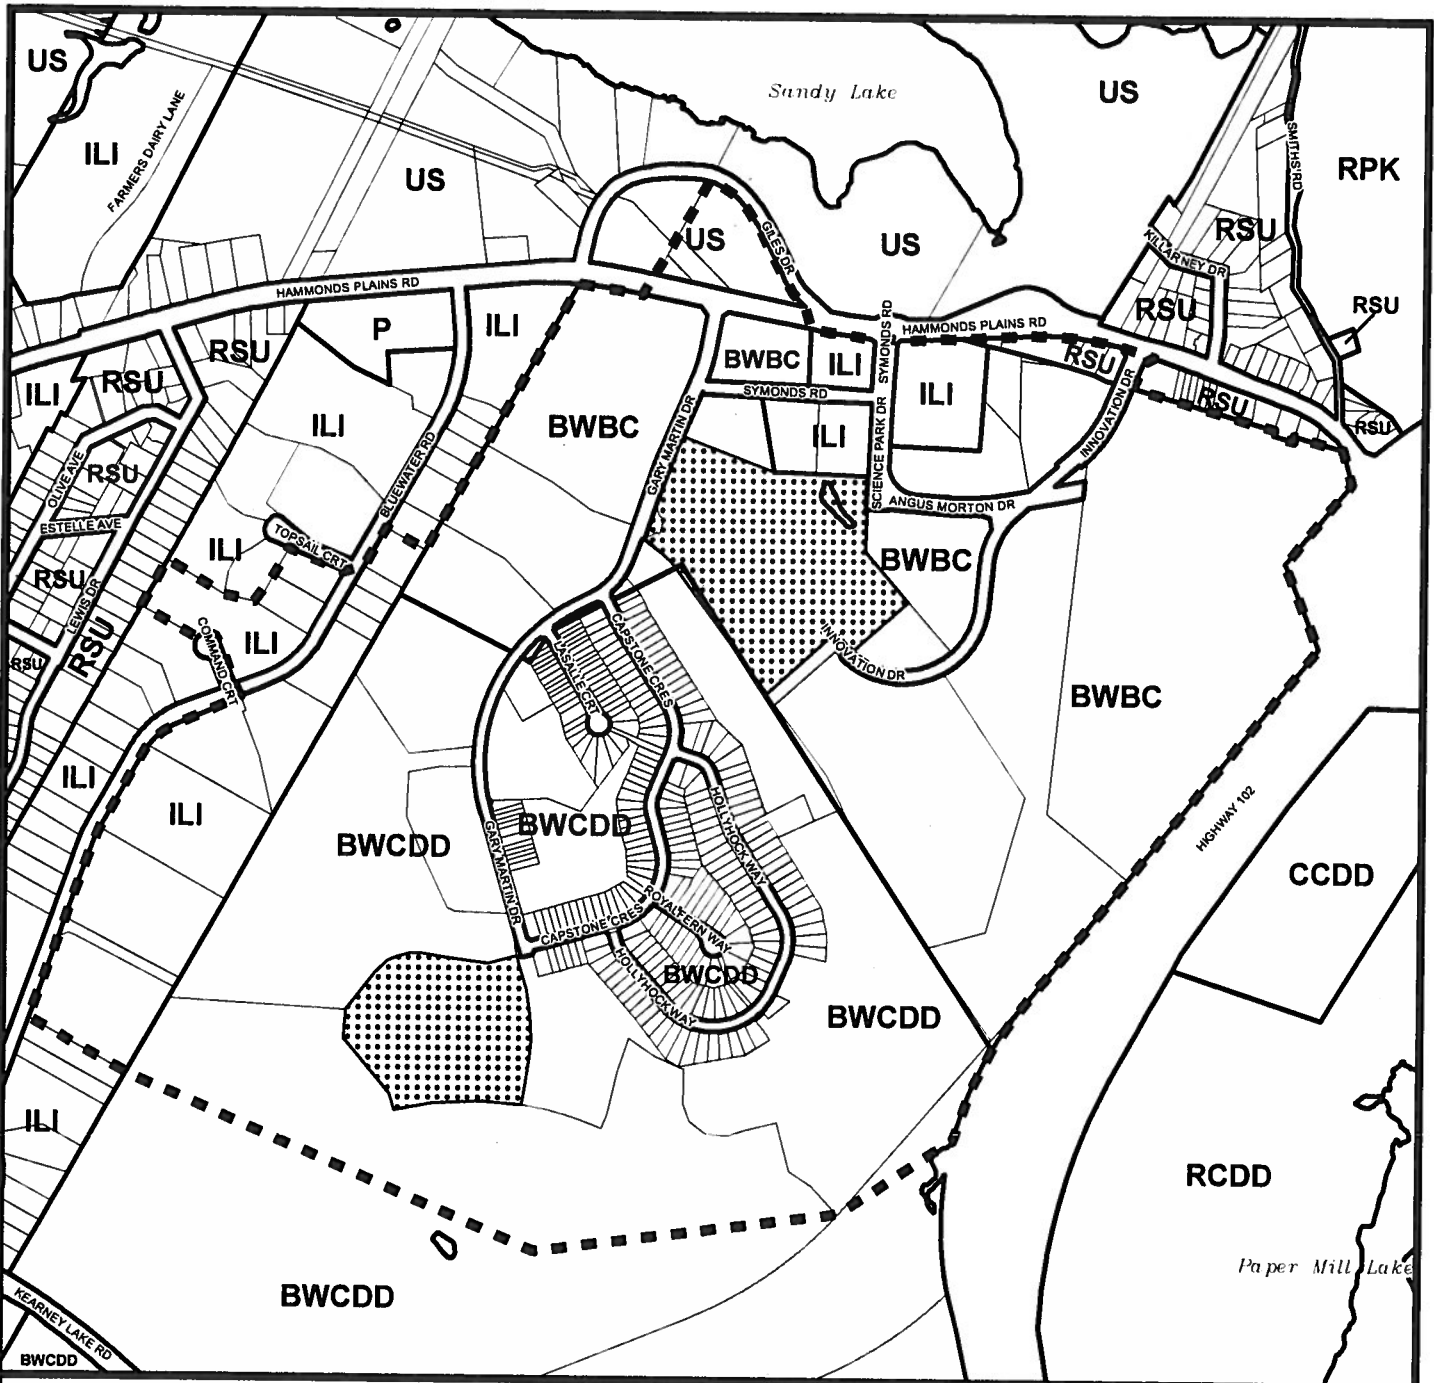 US
Sandy Lake
US
ILI
FARMERS DAIRY LANE
US
SMITHS RD
RPK
US
GILES DR
US
RSU
KILLARNEY DR
HAMMONDS PLAINS RD
RSU
RSU
P
ILI
SYMONDS RD
HAMMONDS PLAINS RD
RSU
BWBC
ILI
RSU
ILI
RSU
SYMONDS RD
ILI
INNOVATION DR
RSU
RSU
ILI
BWBC
GARY MARTIN DR
ILI
SCIENCE PARK DR
BLUEWATER RD
OLIVE AVE
RSU
ANGUS MORTON DR
ESTELLE AVE
TOPSAIL CRT
ILI
BWBC
RSU
LEWIS DR
RSU
COMMAND CRT
ILI
CAPSTONE CRES
LASALLE CRT
INNOVATION DR
RSU
BWBC
ILI
ILI
HIGHWAY 102
BWCDD
GARY MARTIN DR
BWCDD
HOLLYHOCK WAY
CCDD
CAPSTONE CRES
ROYALFERN WAY
BWCDD
HOLLYHOCK WAY
BWCDD
ILI
RCDD
Paper Mill Lake
BWCDD
KEARNEY LAKE RD
BWCDD